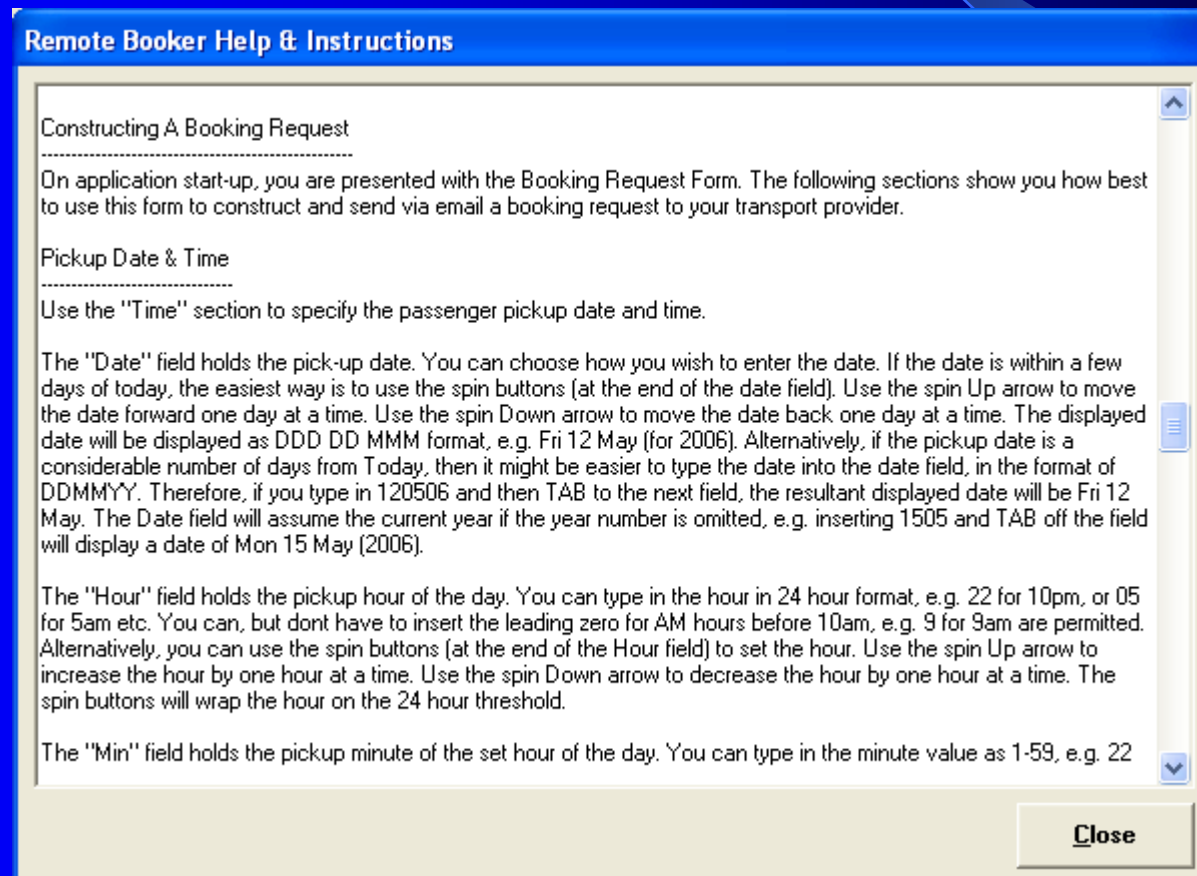 Remote Booker Help & Instructions
Constructing A Booking Request
----------------------------------------------------
On application start-up, you are presented with the Booking Request Form. The following sections show you how best
to use this form to construct and send via email a booking request to your transport provider.
Pickup Date & Time
--------------------------------
Use the "Time" section to specify the passenger pickup date and time.
The "Date" field holds the pick-up date. You can choose how you wish to enter the date. If the date is within a few
days of today, the easiest way is to use the spin buttons (at the end of the date field). Use the spin Up arrow to move
the date forward one day at a time. Use the spin Down arrow to move the date back one day at a time. The displayed
date will be displayed as DDD DD MMM format, e.g. Fri 12 May (for 2006). Alternatively, if the pickup date is a
considerable number of days from Today, then it might be easier to type the date into the date field, in the format of
DDMMYY. Therefore, if you type in 120506 and then TAB to the next field, the resultant displayed date will be Fri 12
May. The Date field will assume the current year if the year number is omitted, e.g. inserting 1505 and TAB off the field
will display a date of Mon 15 May (2006).
The "Hour" field holds the pickup hour of the day. You can type in the hour in 24 hour format, e.g. 22 for 10pm, or 05
for 5am etc. You can, but dont have to insert the leading zero for AM hours before 10am, e.g. 9 for 9am are permitted.
Alternatively, you can use the spin buttons (at the end of the Hour field) to set the hour. Use the spin Up arrow to
increase the hour by one hour at a time. Use the spin Down arrow to decrease the hour by one hour at a time. The
spin buttons will wrap the hour on the 24 hour threshold.
The "Min" field holds the pickup minute of the set hour of the day. You can type in the minute value as 1-59, e.g. 22
Close